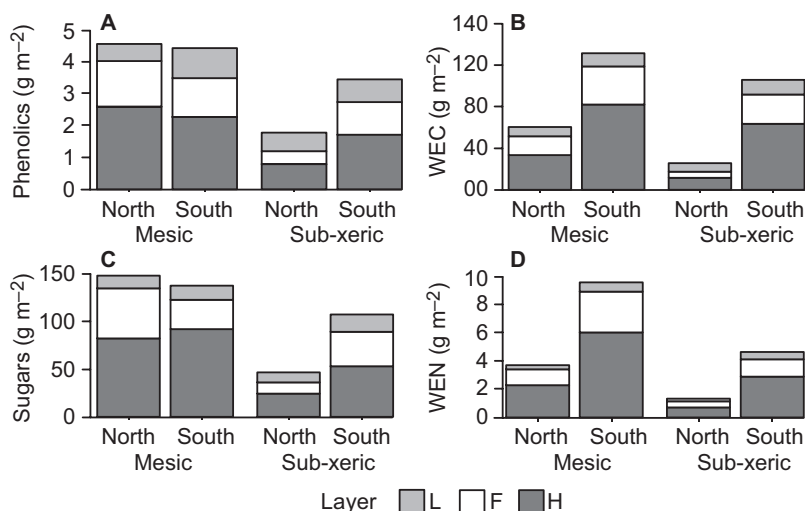 A
Phenolics (g m−2)
5
4
3
2
1
0
North South North South
Mesic Sub-xeric
B
WEC (g m−2)
140
120
80
40
00
North South North South
Mesic Sub-xeric
C
Sugars (g m−2)
150
100
50
0
North South North South
Mesic Sub-xeric
D
WEN (g m−2)
10
8
6
4
2
0
North South North South
Mesic Sub-xeric
Layer L F H